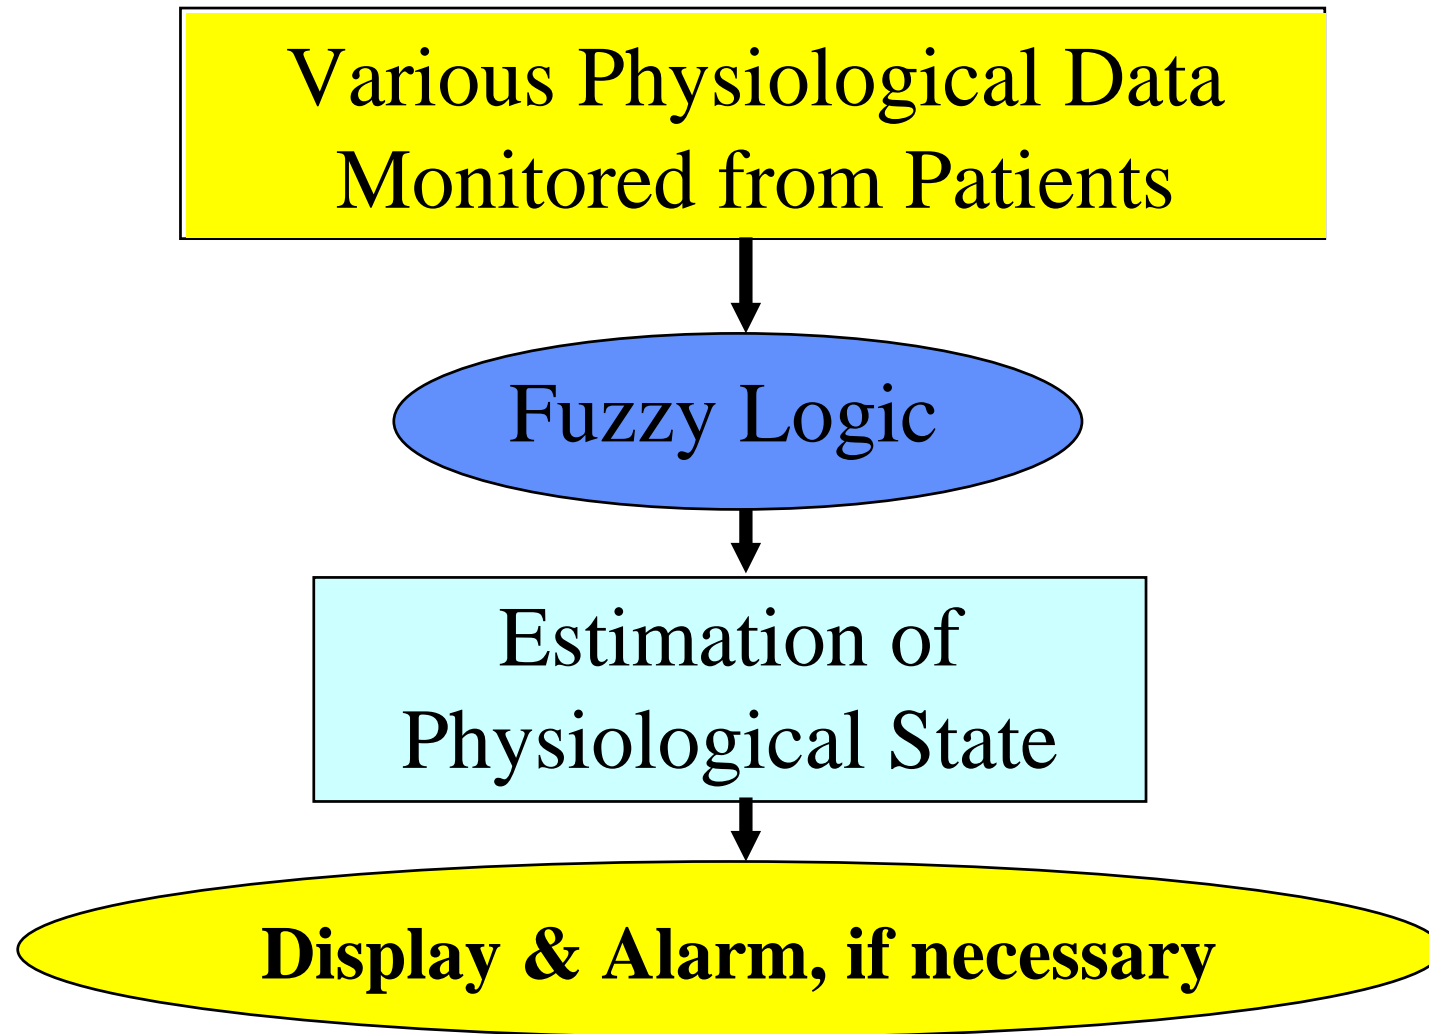 Various Physiological Data
Monitored from Patients
Fuzzy Logic
Estimation of
Physiological State
Display & Alarm, if necessary